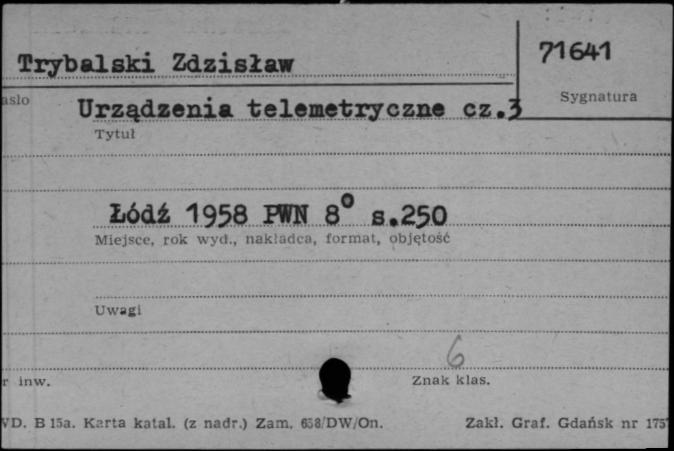 Trybalski Zdzisław
71641
asło
Sygnatura
Urządzenia telemetryczne cz.3
Tytuł
Łódź 1958 PWN 8° s.250
Miejsce, rok wyd., nakładca, format, objętość
Uwagi
6
r inw.
Znak klas.
WD. B 15a. Karta katal. (z nadr.) Zam. 658/DW/On.
Zakł. Graf. Gdańsk nr 175